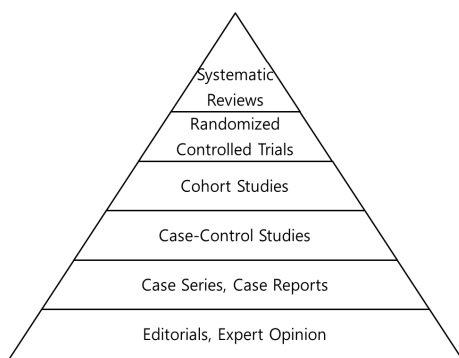 Systematic
Reviews
Randomized
Controlled Trials
Cohort Studies
Case-Control Studies
Case Series, Case Reports
Editorials, Expert Opinion